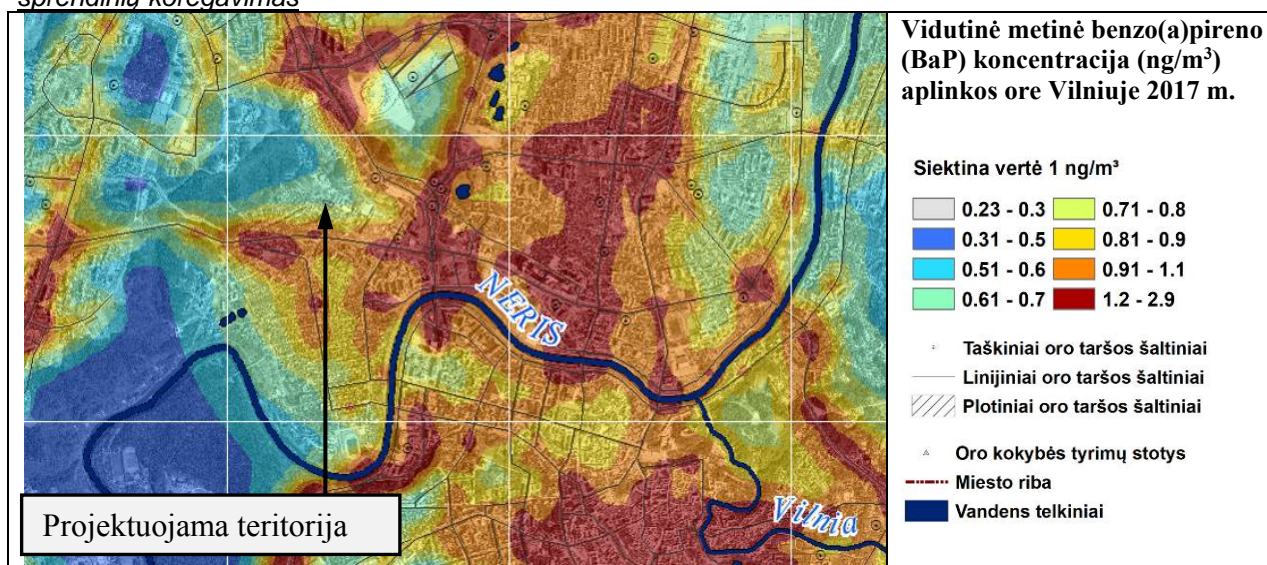 sprendinių koregavimas
Vidutinė metinė benzo(a)pireno
(BaP) koncentracija (ng/m³)
aplinkos ore Vilniuje 2017 m.
Siektina vertė 1 ng/m³
0.23 - 0.3
0.71 - 0.8
0.31 - 0.5
0.81 - 0.9
0.51 - 0.6
0.91 - 1.1
0.61 - 0.7
1.2 - 2.9
Taškiniai oro taršos šaltiniai
Linijiniai oro taršos šaltiniai
Plotiniai oro taršos šaltiniai
Oro kokybės tyrimų stotys
Miesto riba
Vandens telkiniai
NERIS
Vilnia
Projektuojama teritorija